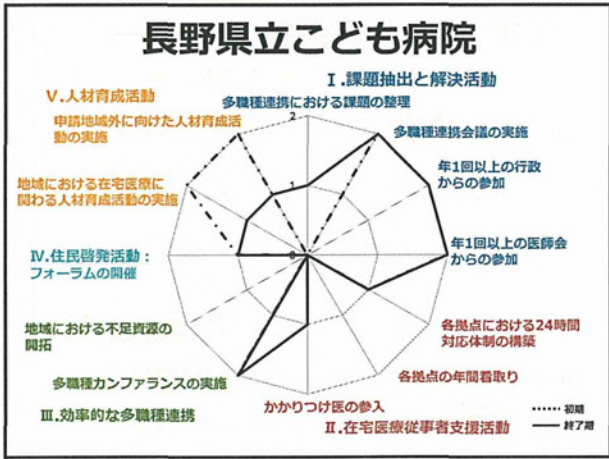 長野県立こども病院
Ⅰ.課題抽出と解決活動
Ⅴ.人材育成活動
多職種連携における課題の整理
申請地域外に向けた人材育成活
動の実施
2
多職種連携会議の実施
年1回以上の行政
からの参加
地域における在宅医療に
関わる人材育成活動の実施
1
Ⅳ.住民啓発活動：
フォーラムの開催
0
年1回以上の医師会
からの参加
地域における不足資源の
開拓
各拠点における24時間
対応体制の構築
多職種カンファランスの実施
各拠点の年間看取り
Ⅲ.効率的な多職種連携
かかりつけ医の参入
Ⅱ.在宅医療従事者支援活動
初期
終了期